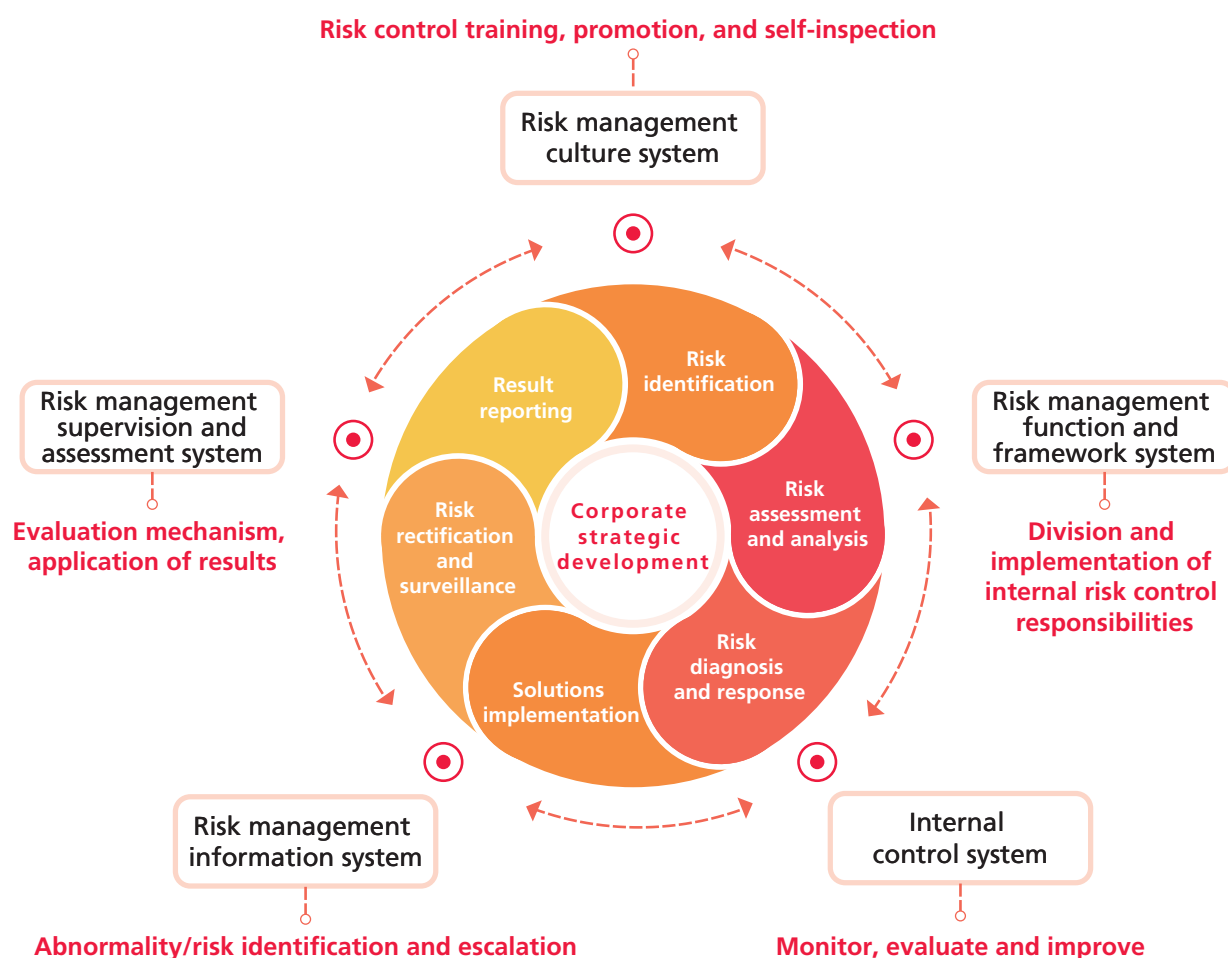 Risk control training, promotion, and self-inspection
Risk management
culture system
Result
reporting
Risk
identification
Risk management
supervision and
assessment system
Evaluation mechanism,
application of results
Risk management
function and
framework system
Division and
implementation of
internal risk control
responsibilities
Risk
rectification
and
surveillance
Corporate
strategic
development
Risk
assessment
and analysis
Solutions
implementation
Risk
diagnosis
and response
Risk management
information system
Abnormality/risk identification and escalation
Internal
control system
Monitor, evaluate and improve